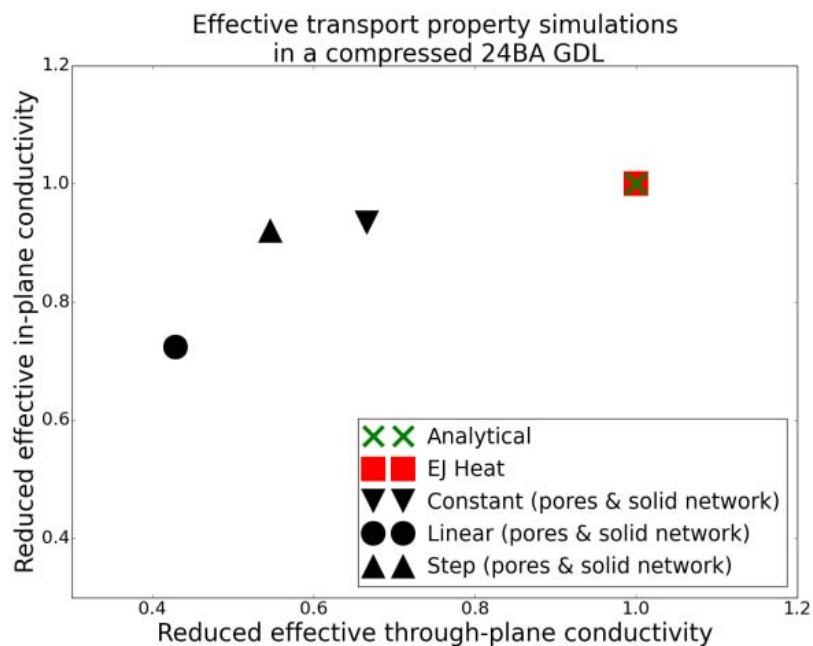 Effective transport property simulations
in a compressed 24BA GDL
1.2
1.0
0.8
0.6
0.4
Reduced effective in-plane conductivity
Analytical
EJ Heat
Constant (pores & solid network)
Linear (pores & solid network)
Step (pores & solid network)
0.4 0.6 0.8 1.0 1.2
Reduced effective through-plane conductivity